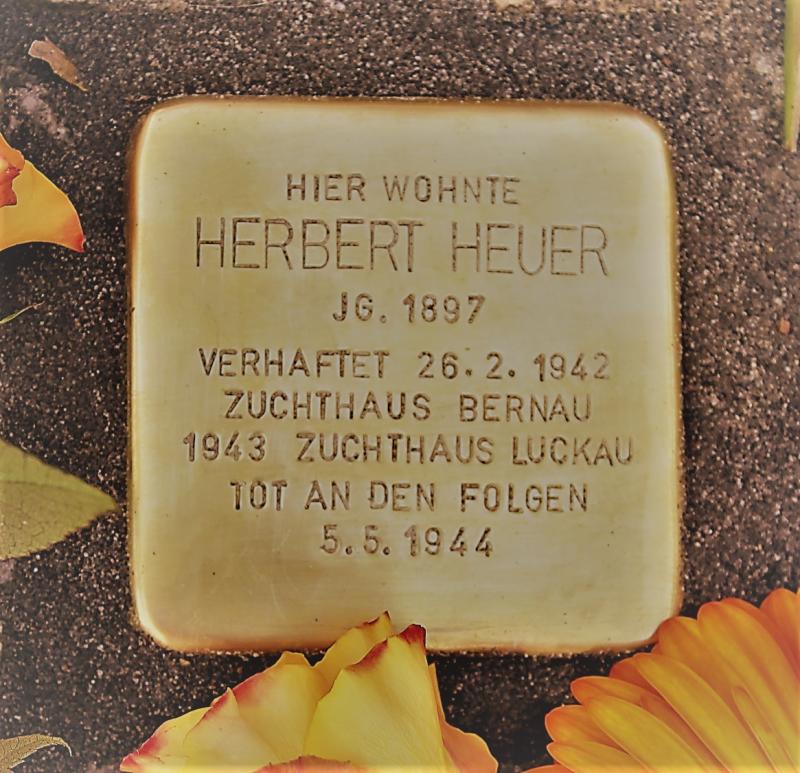 HIER WOHNTE
HERBERT HEUER
JG. 1897
VERHAFTET 26.2.1942
ZUCHTHAUS BERNAU
1943 ZUCHTHAUS LUCKAU
TOT AN DEN FOLGEN
5.5.1944